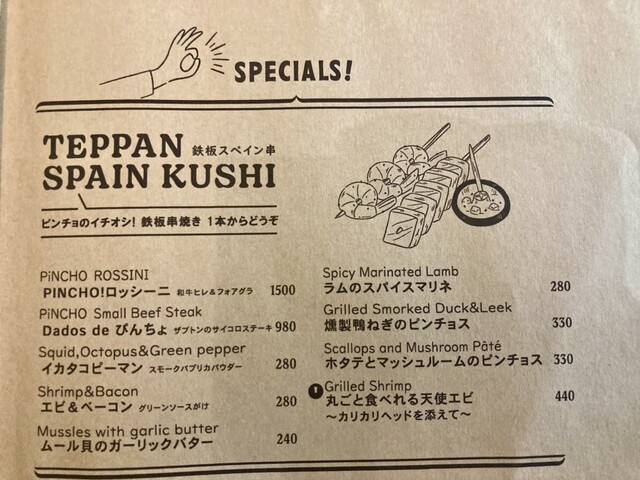 SPECIALS!
TEPPAN 鉄板スペイン串
SPAIN KUSHI
ピンチョのイチオシ! 鉄板串焼き 1本からどうぞ
PiNCHO ROSSINI
PINCHO!ロッシーニ 和牛ヒレ&フォアグラ 1500
PiNCHO Small Beef Steak
Dados de ぴんちょ ザブトンのサイコロステーキ 980
Squid,Octopus&Green pepper
イカタコピーマン スモークパプリカパウダー 280
Shrimp&Bacon
エビ&ベーコン グリーンソースがけ 280
Mussles with garlic butter
ムール貝のガーリックバター 240
Spicy Marinated Lamb
ラムのスパイスマリネ 280
Grilled Smorked Duck&Leek
燻製鴨ねぎのピンチョス 330
Scallops and Mushroom Pâté
ホタテとマッシュルームのピンチョス 330
Grilled Shrimp
丸ごと食べれる天使エビ 440
～カリカリヘッドを添えて～